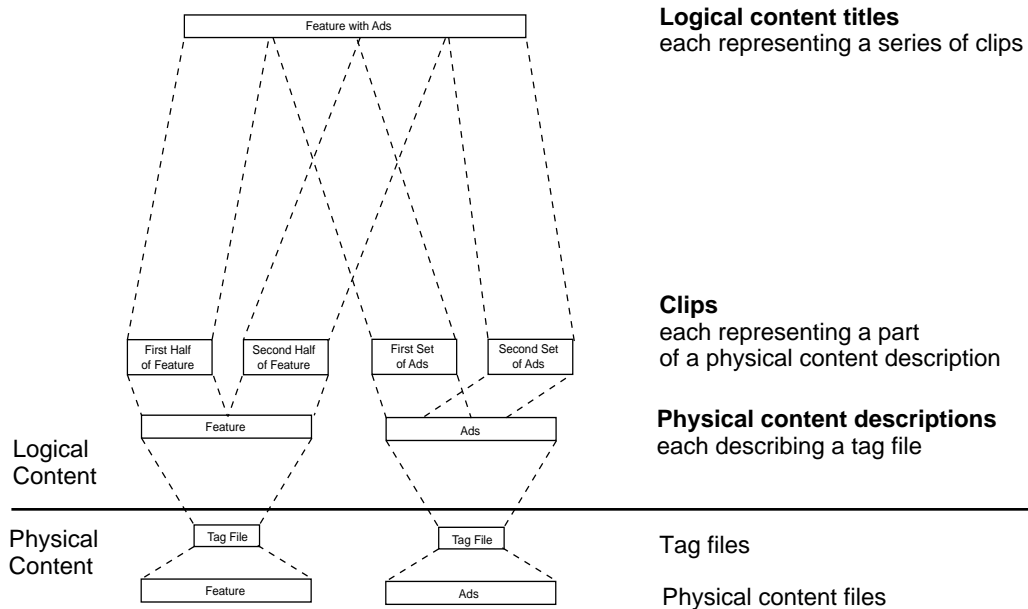 Feature with Ads
Logical content titles
each representing a series of clips
First Half
of Feature
Second Half
of Feature
First Set
of Ads
Second Set
of Ads
Clips
each representing a part
of a physical content description
Feature
Ads
Physical content descriptions
each describing a tag file
Logical
Content
Physical
Content
Tag File
Tag File
Tag files
Feature
Ads
Physical content files